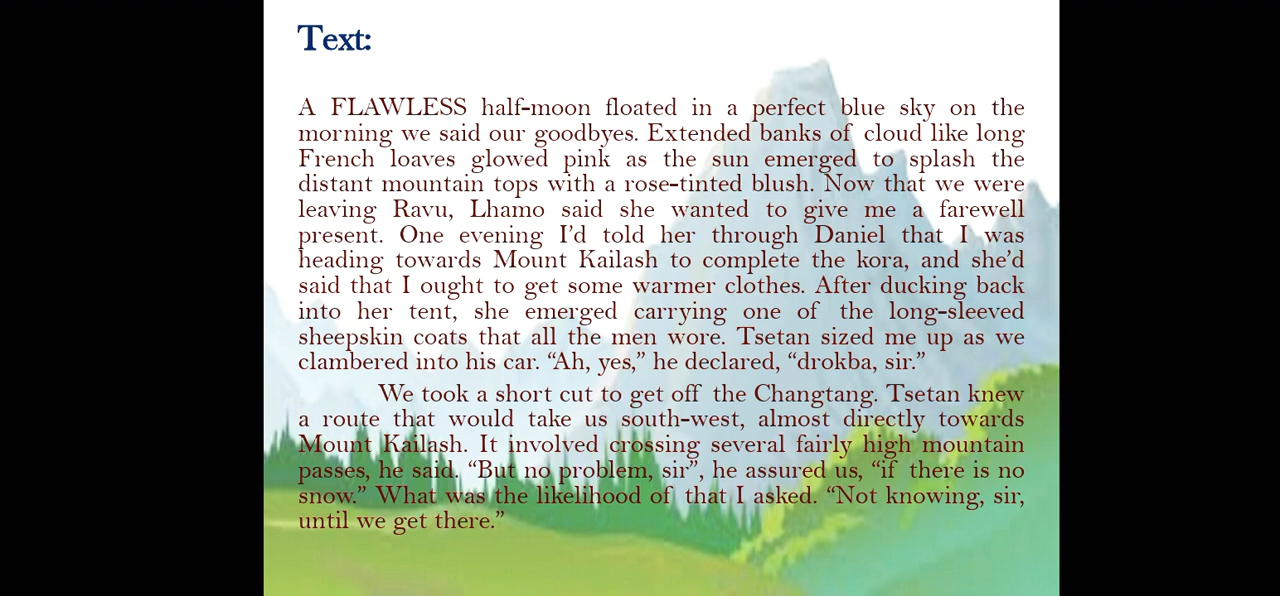 Text:
A FLAWLESS half-moon floated in a perfect blue sky on the
morning we said our goodbyes. Extended banks of cloud like long
French loaves glowed pink as the sun emerged to splash the
distant mountain tops with a rose-tinted blush. Now that we were
leaving Ravu, Lhamo said she wanted to give me a farewell
present. One evening I’d told her through Daniel that I was
heading towards Mount Kailash to complete the kora, and she’d
said that I ought to get some warmer clothes. After ducking back
into her tent, she emerged carrying one of the long-sleeved
sheepskin coats that all the men wore. Tsetan sized me up as we
clambered into his car. “Ah, yes,” he declared, “drokba, sir.”
We took a short cut to get off the Changtang. Tsetan knew
a route that would take us south-west, almost directly towards
Mount Kailash. It involved crossing several fairly high mountain
passes, he said. “But no problem, sir”, he assured us, “if there is no
snow.” What was the likelihood of that I asked. “Not knowing, sir,
until we get there.”